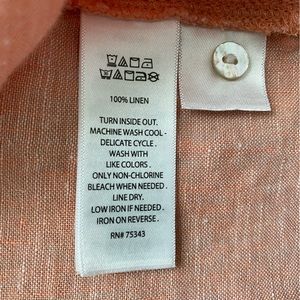 100% LINEN
TURN INSIDE OUT.
MACHINE WASH COOL -
DELICATE CYCLE .
WASH WITH
LIKE COLORS .
ONLY NON-CHLORINE
BLEACH WHEN NEEDED .
LINE DRY.
LOW IRON IF NEEDED .
IRON ON REVERSE .
RN# 75343